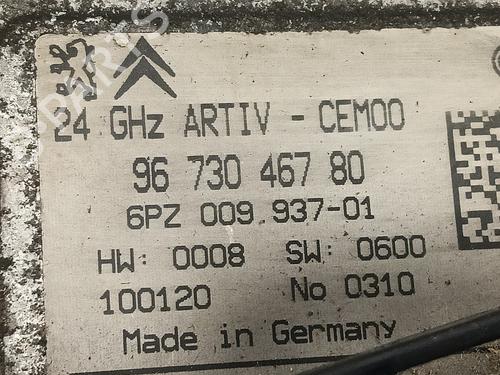 24 GHz ARTIV - CEM00
96 730 467 80
6PZ 009.937-01
HW: 0008 SW: 0600
100120 No 0310
Made in Germany